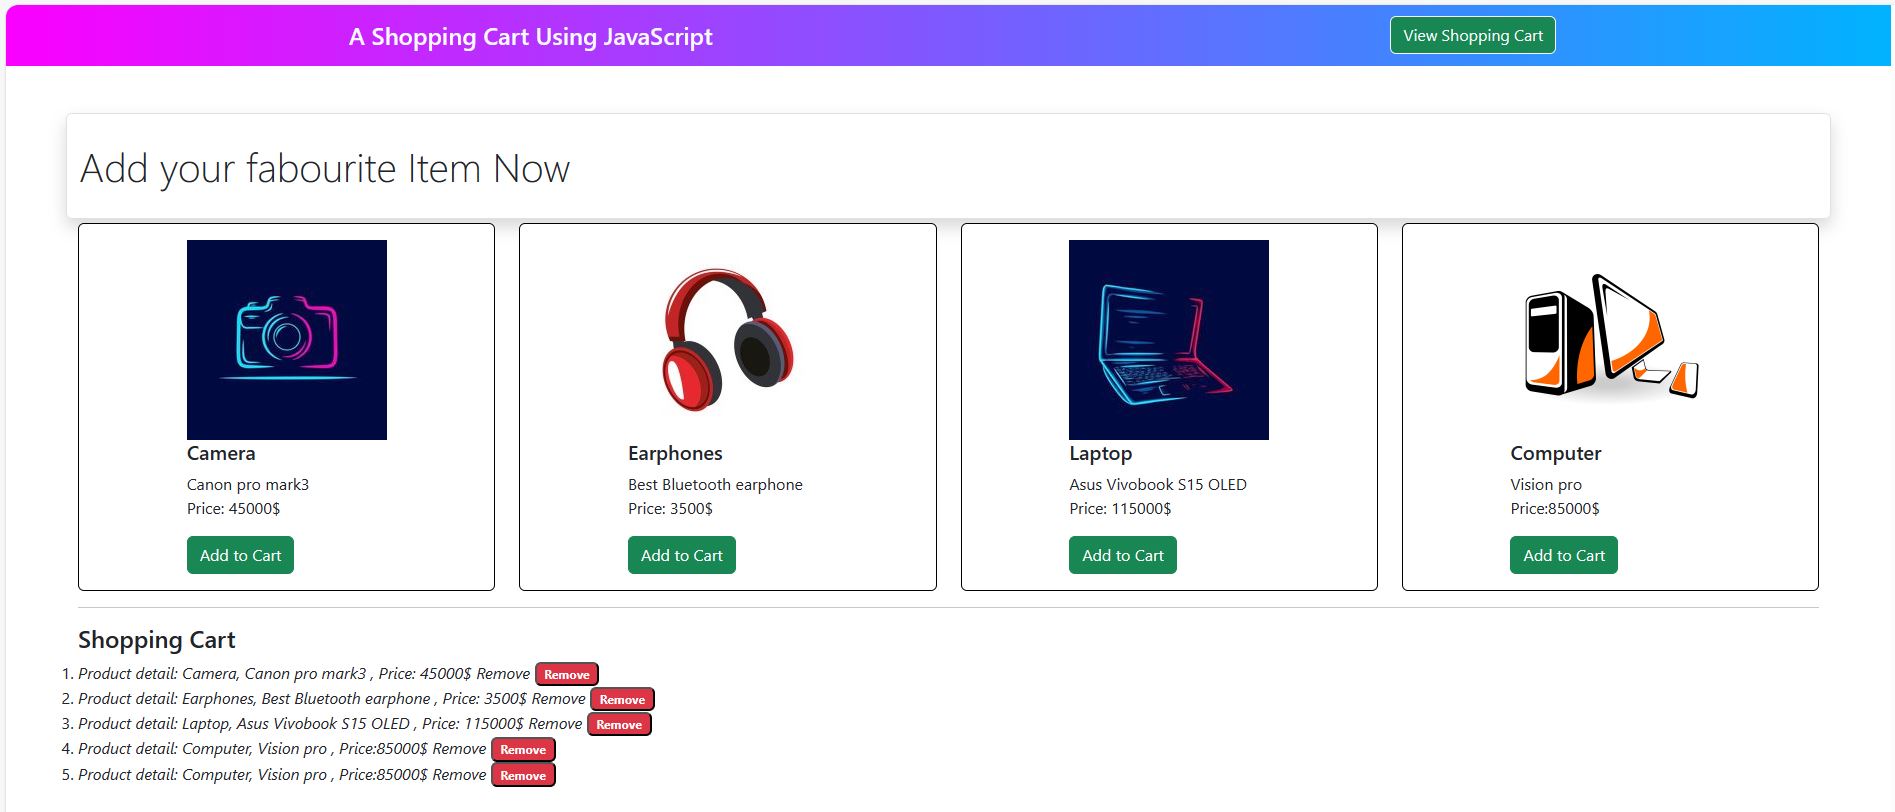 A Shopping Cart Using JavaScript
View Shopping Cart
Add your fabourite Item Now
Camera
Canon pro mark3
Price: 45000$
Add to Cart
Earphones
Best Bluetooth earphone
Price: 3500$
Add to Cart
Laptop
Asus Vivobook S15 OLED
Price: 115000$
Add to Cart
Computer
Vision pro
Price:85000$
Add to Cart
Shopping Cart
1. Product detail: Camera, Canon pro mark3 , Price: 45000$ Remove Remove
2. Product detail: Earphones, Best Bluetooth earphone , Price: 3500$ Remove Remove
3. Product detail: Laptop, Asus Vivobook S15 OLED , Price: 115000$ Remove Remove
4. Product detail: Computer, Vision pro , Price:85000$ Remove Remove
5. Product detail: Computer, Vision pro , Price:85000$ Remove Remove